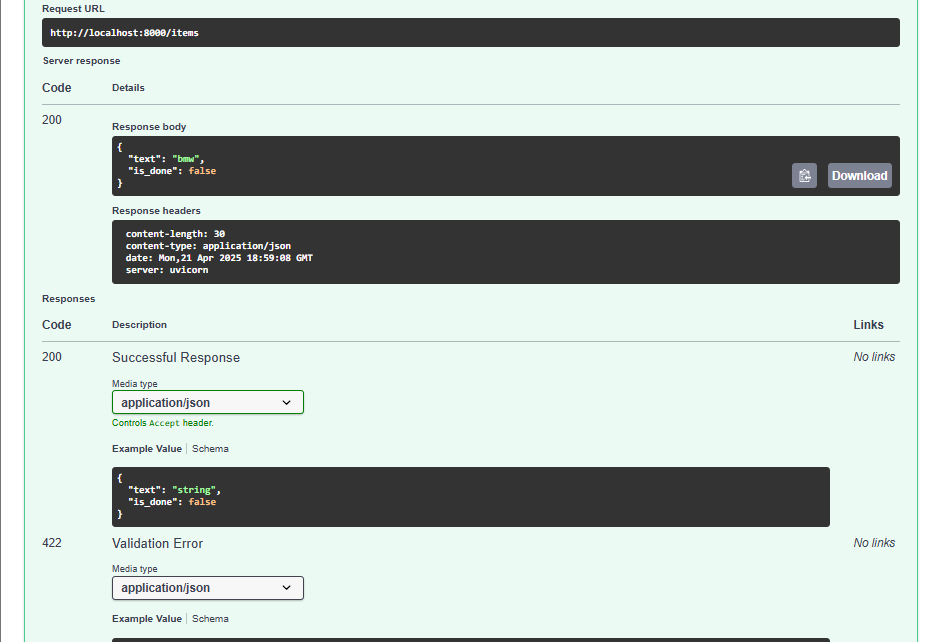 Request URL
http://localhost:8000/items
Server response
Code Details
200
Response body
{
  "text": "bmw",
  "is_done": false
}
Download
Response headers
content-length: 30
content-type: application/json
date: Mon,21 Apr 2025 18:59:08 GMT
server: uvicorn
Responses
Code Description Links
200 Successful Response No links
Media type
application/json
Controls Accept header.
Example Value Schema
{
  "text": "string",
  "is_done": false
}
422 Validation Error No links
Media type
application/json
Example Value Schema